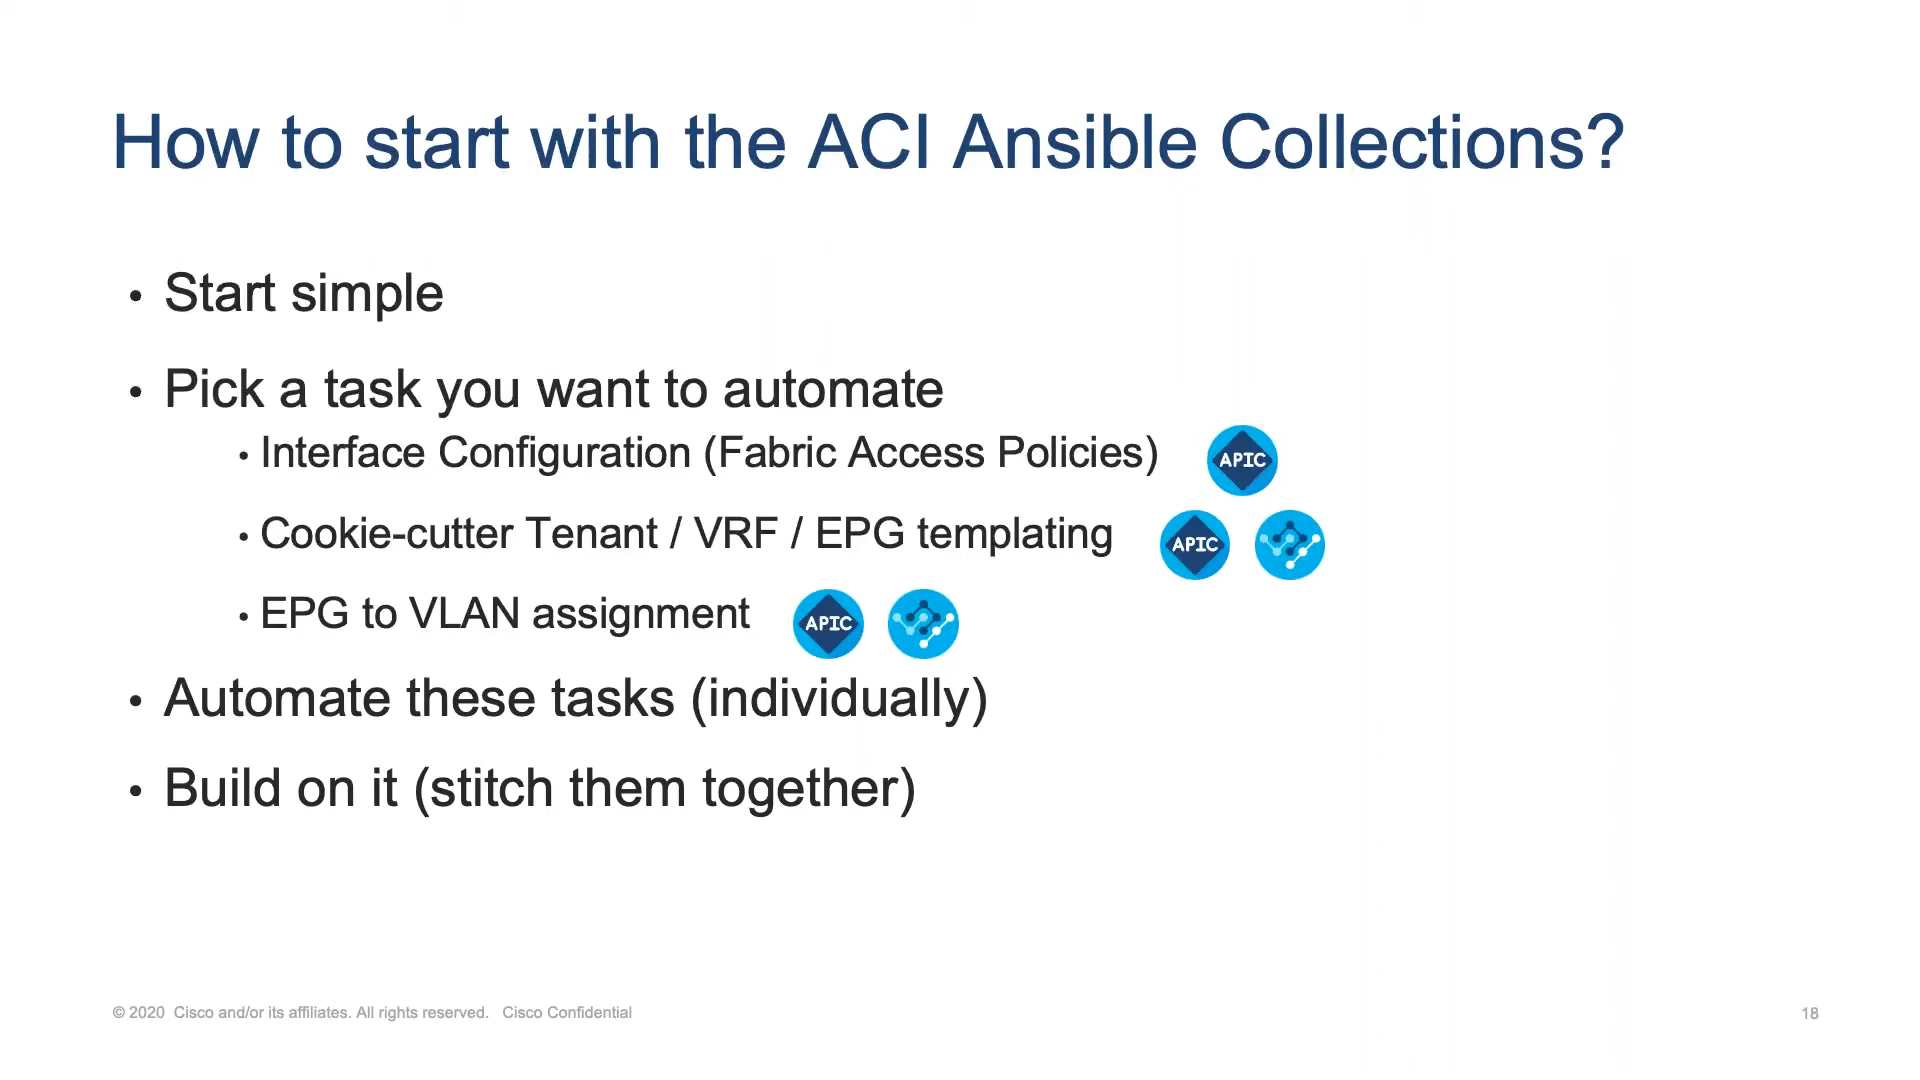 How to start with the ACI Ansible Collections?
• Start simple
• Pick a task you want to automate
• Interface Configuration (Fabric Access Policies) APIC
• Cookie-cutter Tenant / VRF / EPG templating APIC
• EPG to VLAN assignment APIC
• Automate these tasks (individually)
• Build on it (stitch them together)
© 2020 Cisco and/or its affiliates. All rights reserved. Cisco Confidential
18